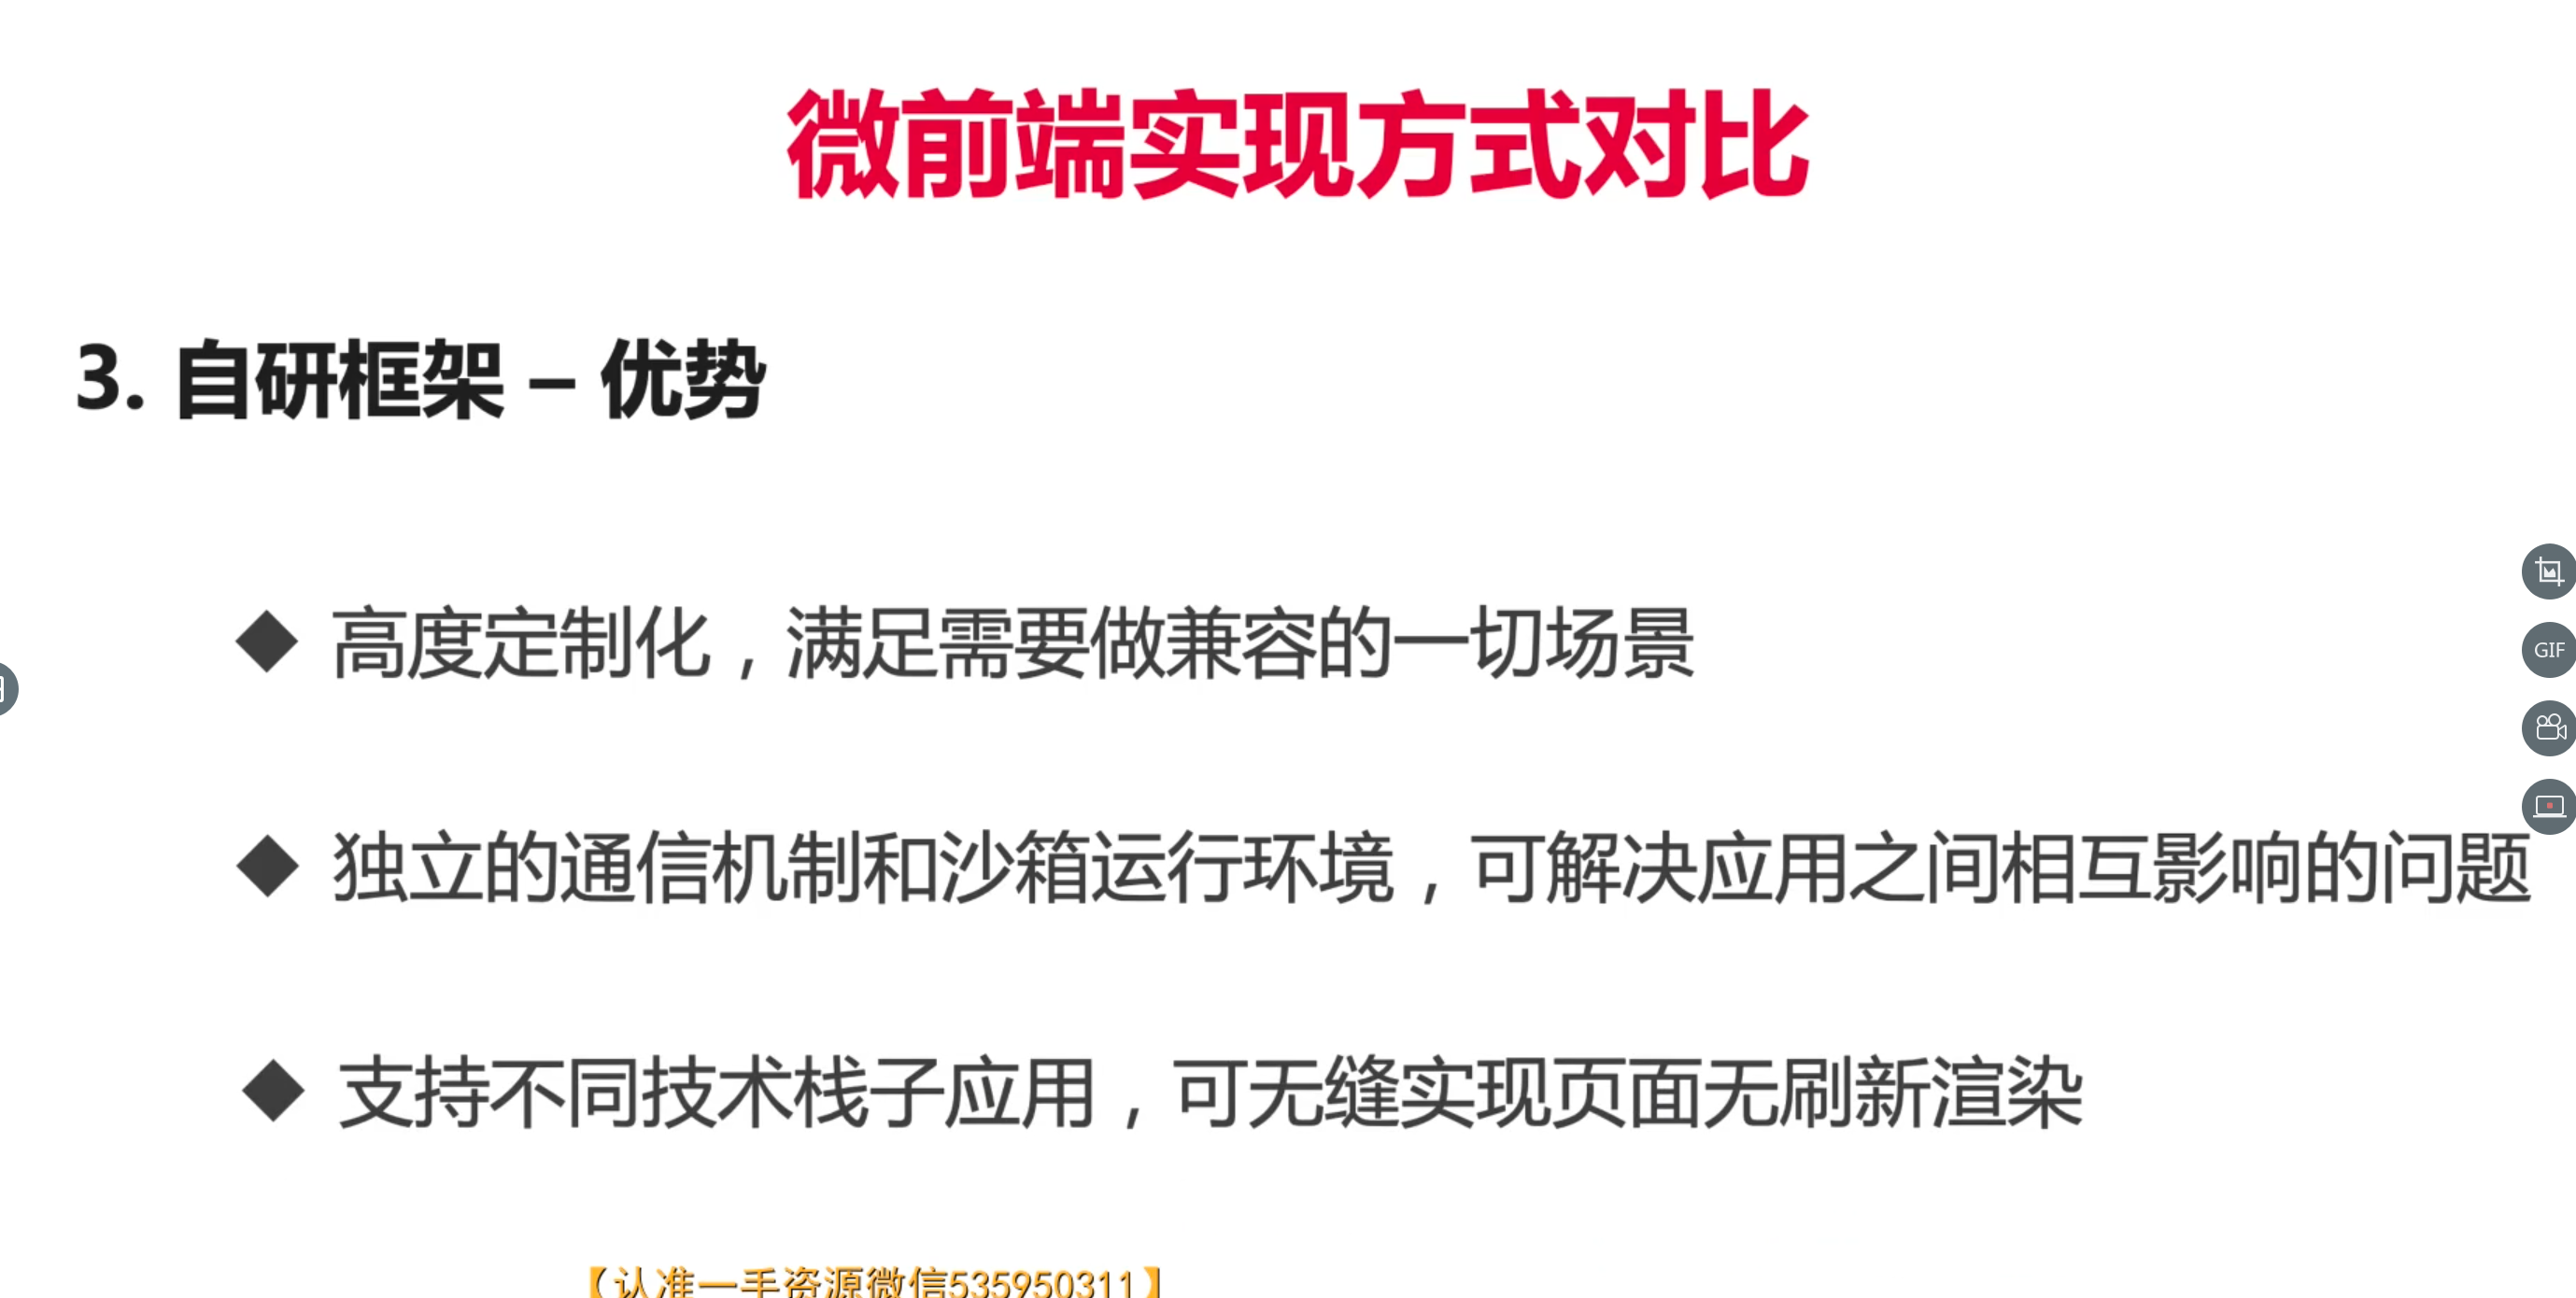 微前端实现方式对比
3. 自研框架 – 优势
◆ 高度定制化，满足需要做兼容的一切场景
GIF
◆ 独立的通信机制和沙箱运行环境，可解决应用之间相互影响的问题
◆ 支持不同技术栈子应用，可无缝实现页面无刷新渲染
【认准一手资源微信535950311】